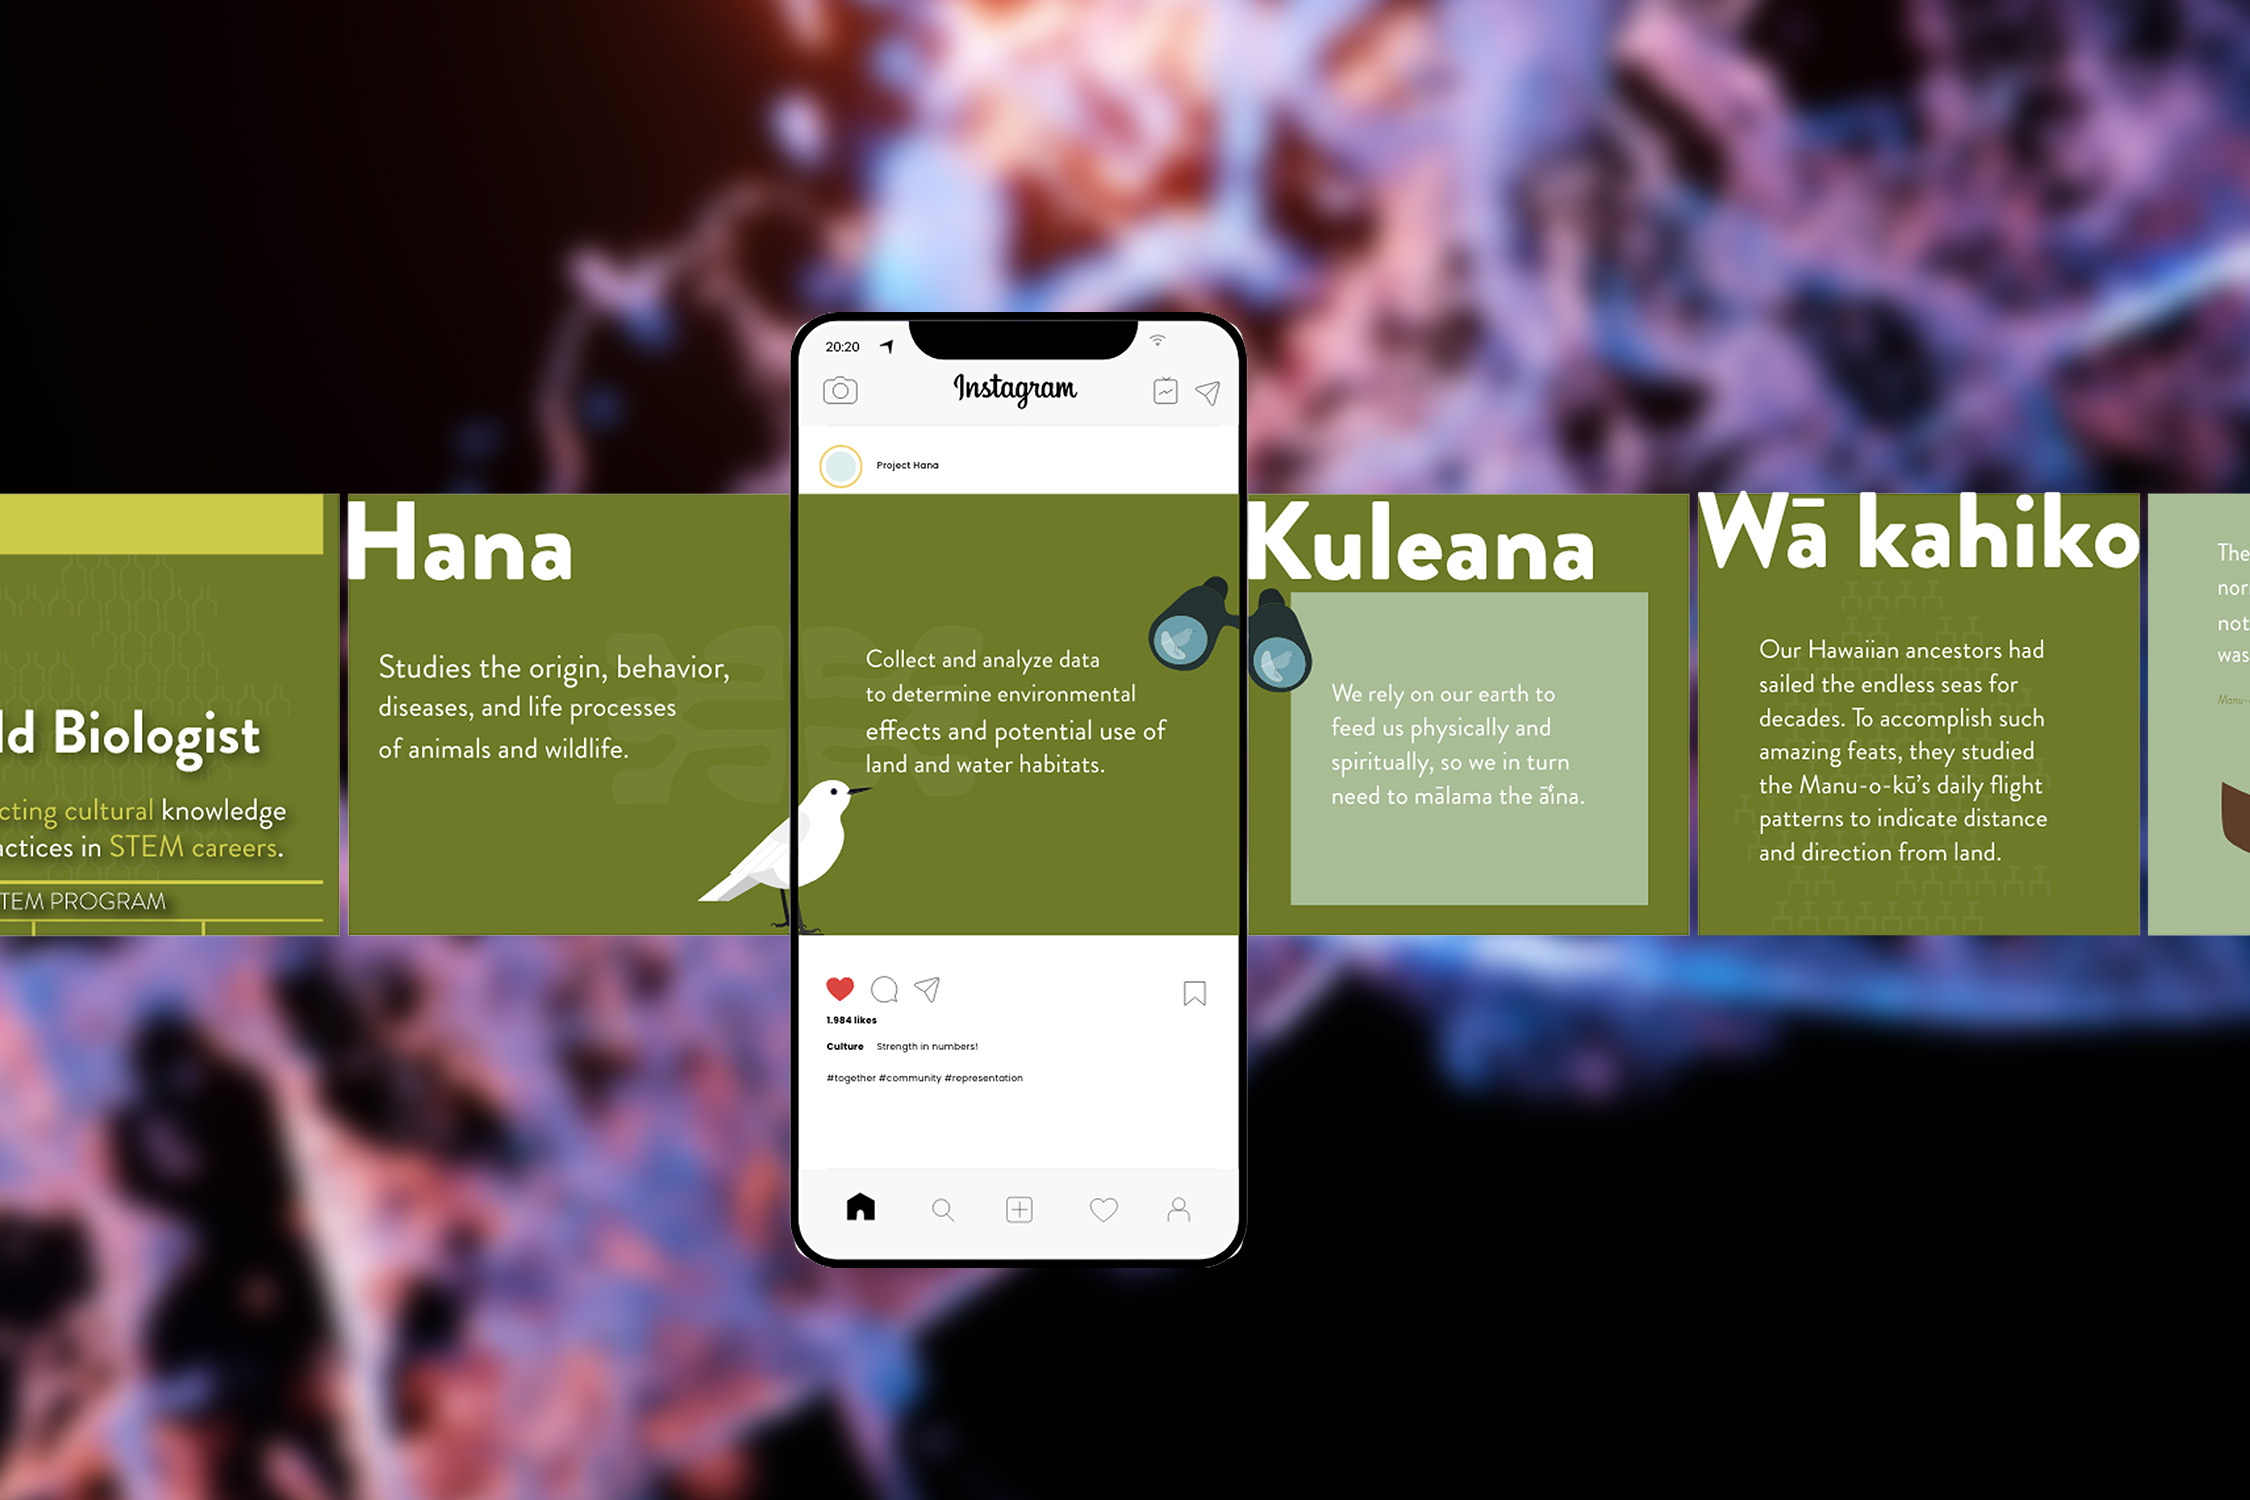 ld Biologist
cting cultural knowledge
actices in STEM careers.
TEM PROGRAM
Hana
Studies the origin, behavior,
diseases, and life processes
of animals and wildlife.
20:20
Instagram
Project Hana
Collect and analyze data
to determine environmental
effects and potential use of
land and water habitats.
1.984 likes
Culture Strength in numbers!
#together #community #representation
Kuleana
We rely on our earth to
feed us physically and
spiritually, so we in turn
need to mālama the āina.
Wā kahiko
Our Hawaiian ancestors had
sailed the endless seas for
decades. To accomplish such
amazing feats, they studied
the Manu-o-kū's daily flight
patterns to indicate distance
and direction from land.
The
nor
not
was
Manu-